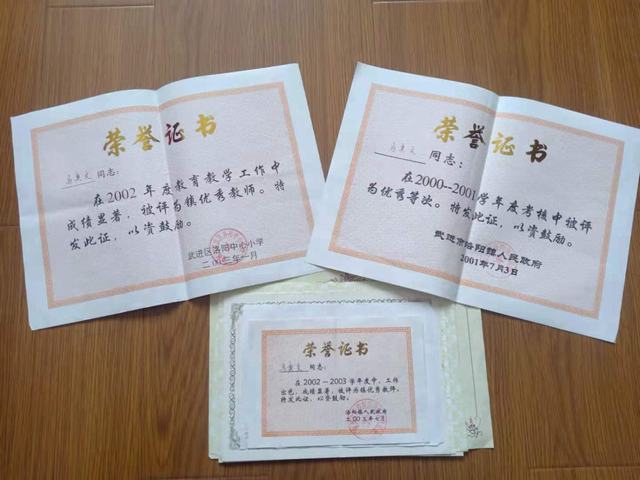 荣誉证书
同志：
在2002年度教育教学工作中
成绩显著，被评为镇优秀教师。特
发此证，以资鼓励。
武进区洛阳中心小学
荣誉证书
同志：
在2000--2001学年度考核中被评
为优秀等次。特发此证，以资鼓励。
武进市洛阳镇人民政府
2001年7月3日
荣誉证书
同志：
在2002－2003学年度中，工作
出色，成绩显著，被评为镇优秀教师。
特发此证，以资鼓励。
洛阳镇人民政府
二00三年七月